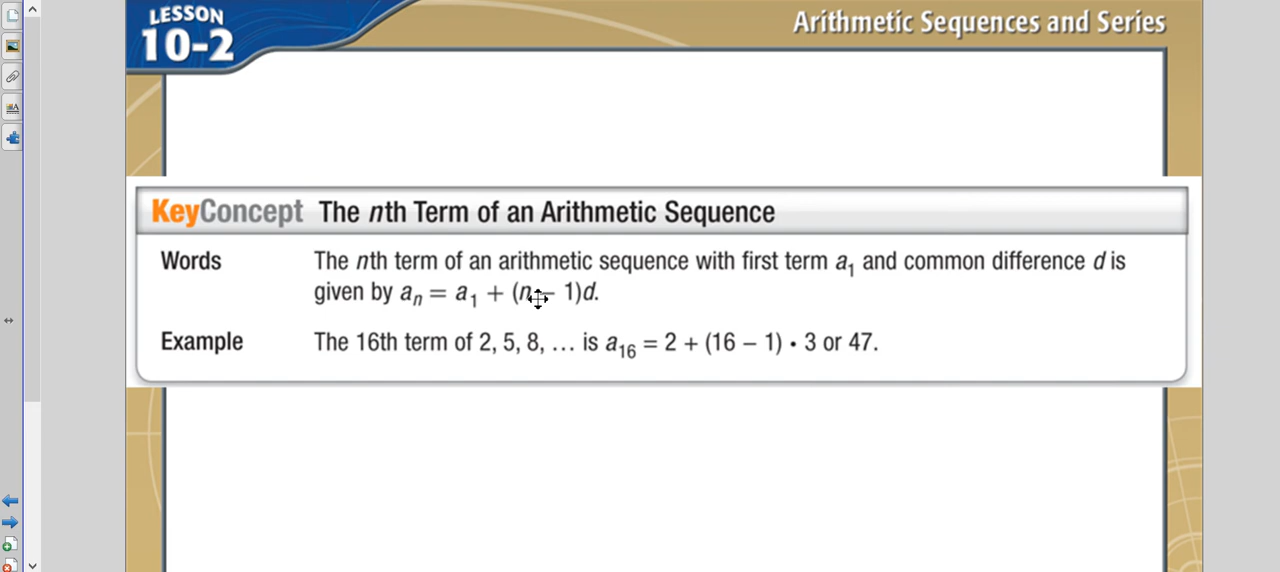 LESSON
10-2
Arithmetic Sequences and Series
KeyConcept The nth Term of an Arithmetic Sequence
Words The nth term of an arithmetic sequence with first term a₁ and common difference d is
given by aₙ = a₁ + (n – 1)d.
Example The 16th term of 2, 5, 8, … is a₁₆ = 2 + (16 – 1) • 3 or 47.